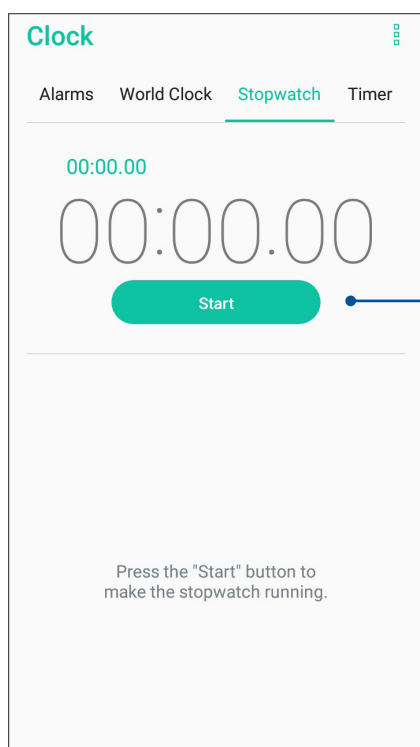 Clock
Alarms World Clock Stopwatch Timer
00:00.00
00:00.00
Start
Press the "Start" button to
make the stopwatch running.